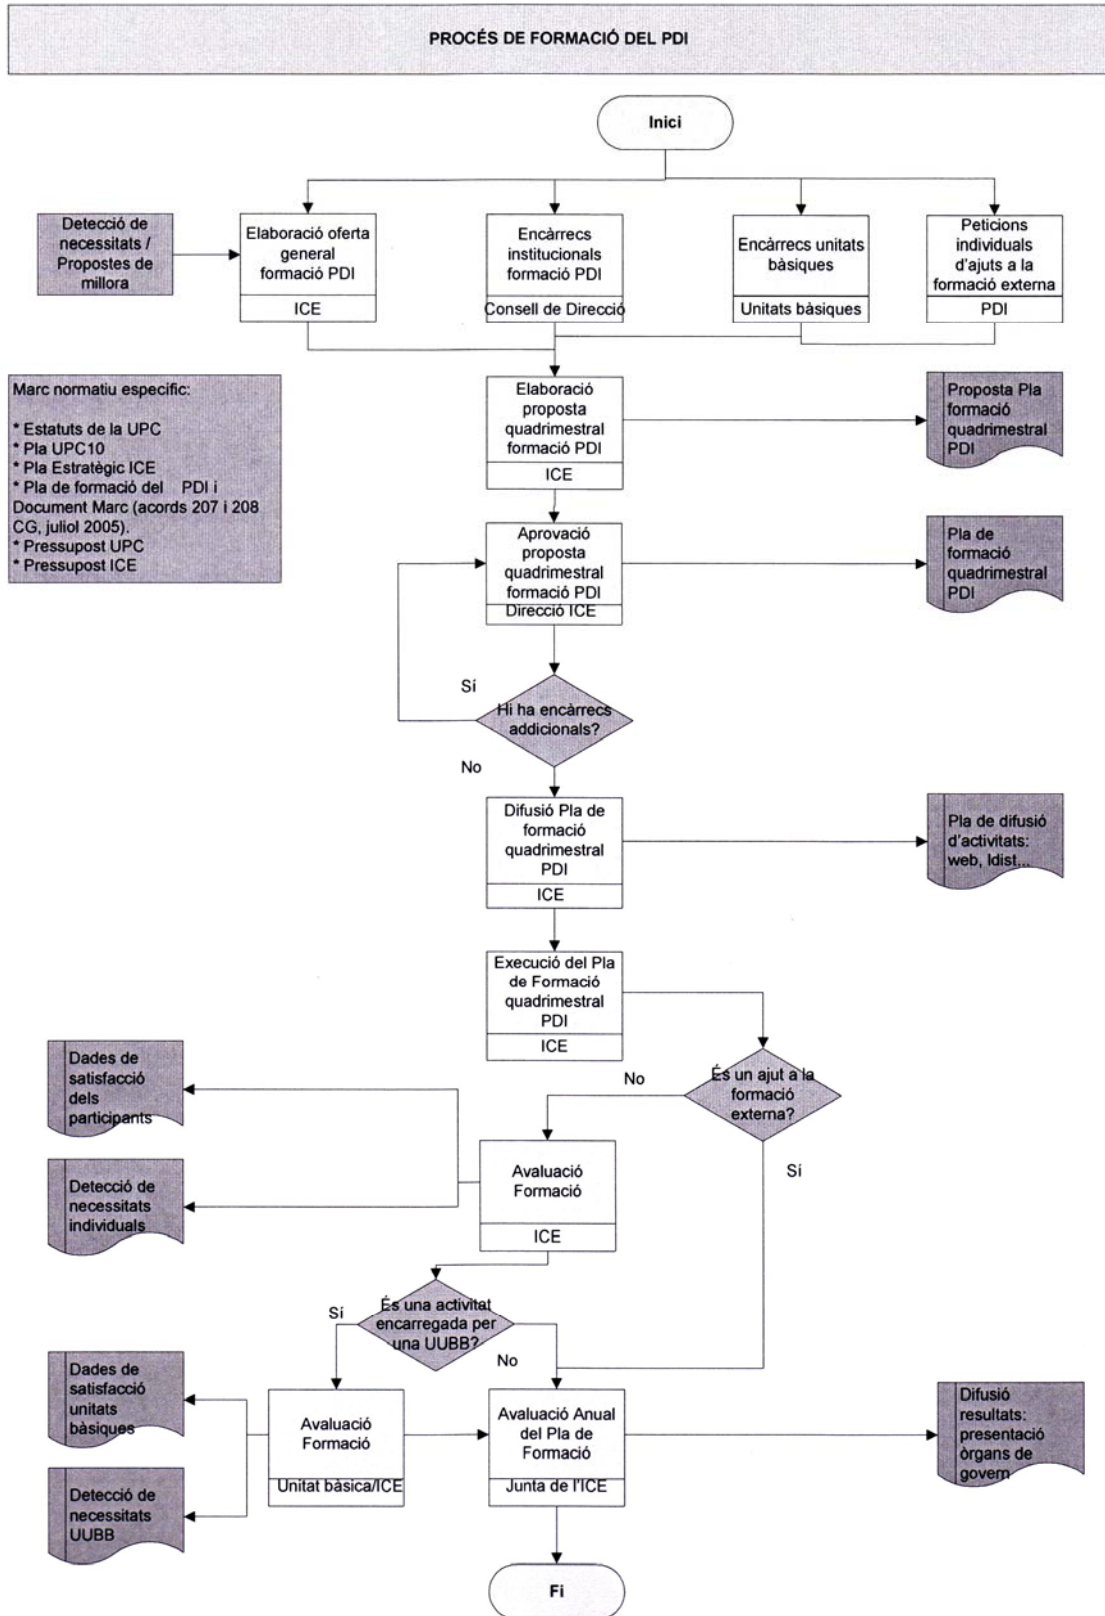 PROCÉS DE FORMACIÓ DEL PDI
Inici
Detecció de
necessitats /
Propostes de
millora
Elaboració oferta
general
formació PDI
ICE
Encàrrecs
institucionals
formació PDI
Consell de Direcció
Encàrrecs unitats
bàsiques
Unitats bàsiques
Peticions
individuals
d'ajuts a la
formació externa
PDI
Marc normatiu especific:
* Estatuts de la UPC
* Pla UPC10
* Pla Estratègic ICE
* Pla de formació del PDI i
Document Marc (acords 207 i 208
CG, juliol 2005).
* Pressupost UPC
* Pressupost ICE
Elaboració
proposta
quadrimestral
formació PDI
ICE
Proposta Pla
formació
quadrimestral
PDI
Aprovació
proposta
quadrimestral
formació PDI
Direcció ICE
Pla de
formació
quadrimestral
PDI
Sí
Hi ha encàrrecs
addicionals?
No
Difusió Pla de
formació
quadrimestral
PDI
ICE
Pla de difusió
d'activitats:
web, ldist...
Execució del Pla
de Formació
quadrimestral
PDI
ICE
És un ajut a la
formació
externa?
No
Sí
Dades de
satisfacció
dels
participants
Detecció de
necessitats
individuals
Avaluació
Formació
ICE
És una activitat
encarregada per
una UUBB?
Sí
No
Dades de
satisfacció
unitats
bàsiques
Detecció de
necessitats
UUBB
Avaluació
Formació
Unitat bàsica/ICE
Avaluació Anual
del Pla de
Formació
Junta de l'ICE
Difusió
resultats:
presentació
òrgans de
govern
Fi